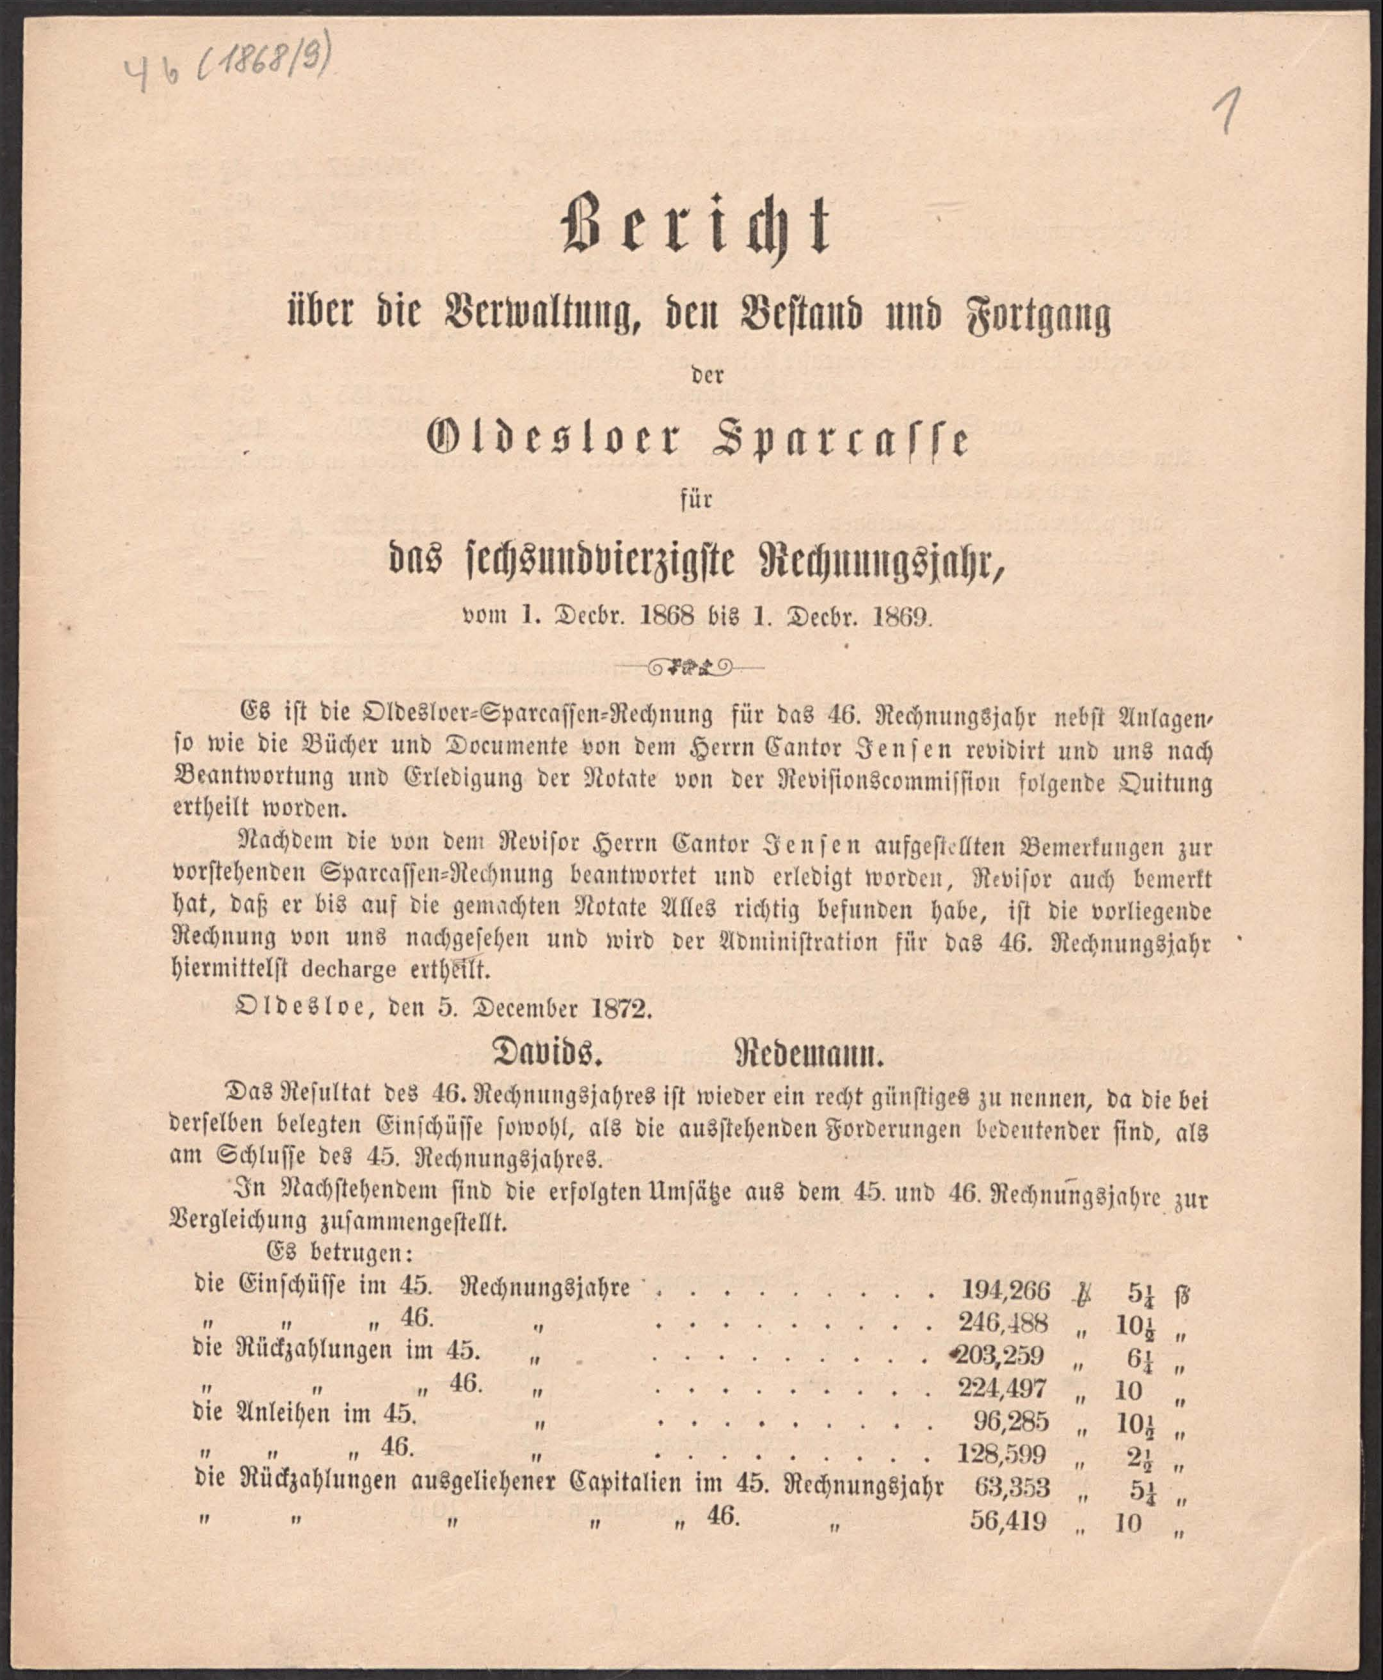 4 b (1868/9)
1
Bericht
über die Verwaltung, den Bestand und Fortgang
der
Oldesloer Sparcasse
für
das sechsundvierzigste Rechnungsjahr,
vom 1. Decbr. 1868 bis 1. Decbr. 1869.
Es ist die Oldesloer-Sparcassen-Rechnung für das 46. Rechnungsjahr nebst Anlagen,
so wie die Bücher und Documente von dem Herrn Cantor Jensen revidirt und uns nach
Beantwortung und Erledigung der Notate von der Revisionscommission folgende Quitung
ertheilt worden.
Nachdem die von dem Revisor Herrn Cantor Jensen aufgestellten Bemerkungen zur
vorstehenden Sparcassen-Rechnung beantwortet und erledigt worden, Revisor auch bemerkt
hat, daß er bis auf die gemachten Notate Alles richtig befunden habe, ist die vorliegende
Rechnung von uns nachgesehen und wird der Administration für das 46. Rechnungsjahr
hiermittelst decharge ertheilt.
Oldesloe, den 5. December 1872.
Davids. Redemann.
Das Resultat des 46. Rechnungsjahres ist wieder ein recht günstiges zu nennen, da die bei
derselben belegten Einschüsse sowohl, als die ausstehenden Forderungen bedeutender sind, als
am Schlusse des 45. Rechnungsjahres.
In Nachstehendem sind die erfolgten Umsätze aus dem 45. und 46. Rechnungsjahre zur
Vergleichung zusammengestellt.
Es betrugen:
die Einschüsse im 45. Rechnungsjahre . . . . . . . . . 194,266 ℳ 5¼ ß
„ „ „ 46. „ . . . . . . . . . 246,488 „ 10½ „
die Rückzahlungen im 45. „ . . . . . . . . . 203,259 „ 6¼ „
„ „ „ 46. „ . . . . . . . . . 224,497 „ 10 „
die Anleihen im 45. „ . . . . . . . . . 96,285 „ 10½ „
„ „ „ 46. „ . . . . . . . . . 128,599 „ 2½ „
die Rückzahlungen ausgeliehener Capitalien im 45. Rechnungsjahr 63,353 „ 5¼ „
„ „ „ „ „ 46. „ 56,419 „ 10 „